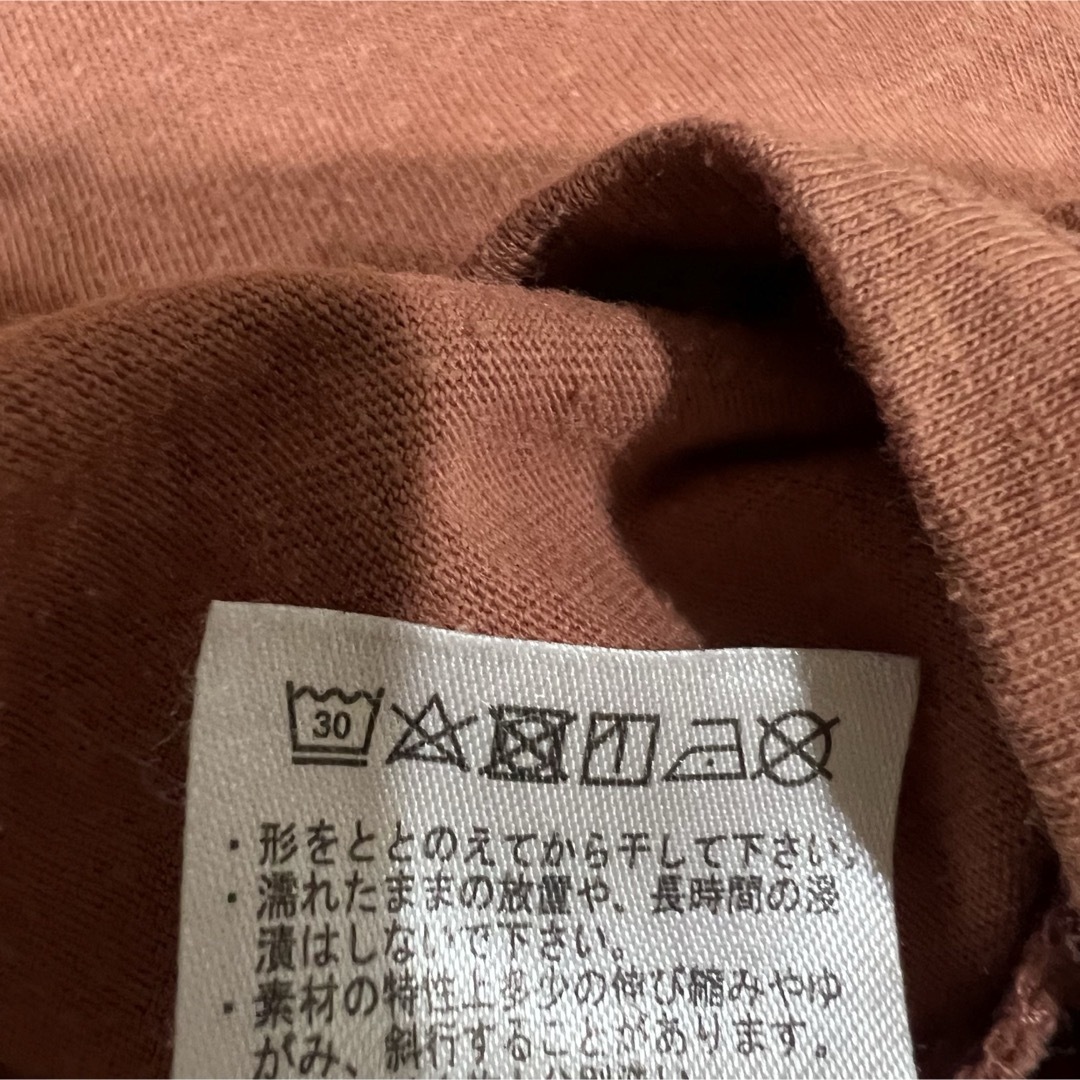 30
・形をととのえてから干して下さい。
・濡れたままの放置や、長時間の浸
漬はしないで下さい。
・素材の特性上多少の伸び縮みやゆ
がみ、斜行することがあります。